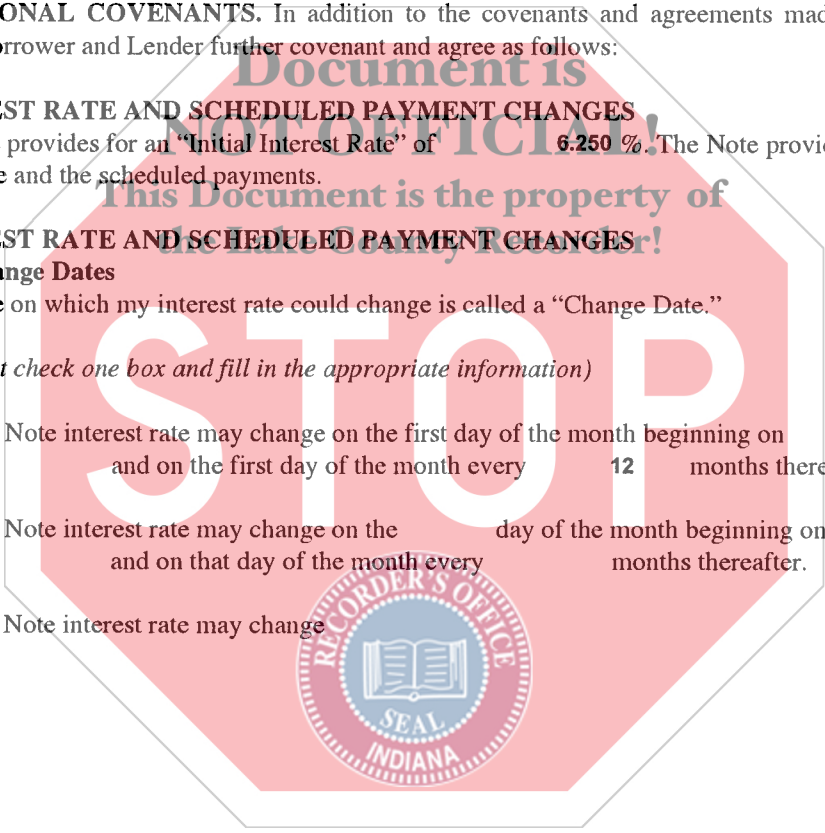 ONAL COVENANTS. In addition to the covenants and agreements mad
rrower and Lender further covenant and agree as follows:
Document is
EST RATE AND SCHEDULED PAYMENT CHANGES
NOT OFFICIAL!
provides for an “Initial Interest Rate” of 6.250 %. The Note provi
e and the scheduled payments.
This Document is the property of
EST RATE AND SCHEDULED PAYMENT CHANGES
the Lake County Recorder!
ange Dates
e on which my interest rate could change is called a “Change Date.”
STOP
t check one box and fill in the appropriate information)
Note interest rate may change on the first day of the month beginning on
and on the first day of the month every 12 months there
Note interest rate may change on the day of the month beginning on
and on that day of the month every months thereafter.
Note interest rate may change
RECORDER'S OFFICE
SEAL
INDIANA